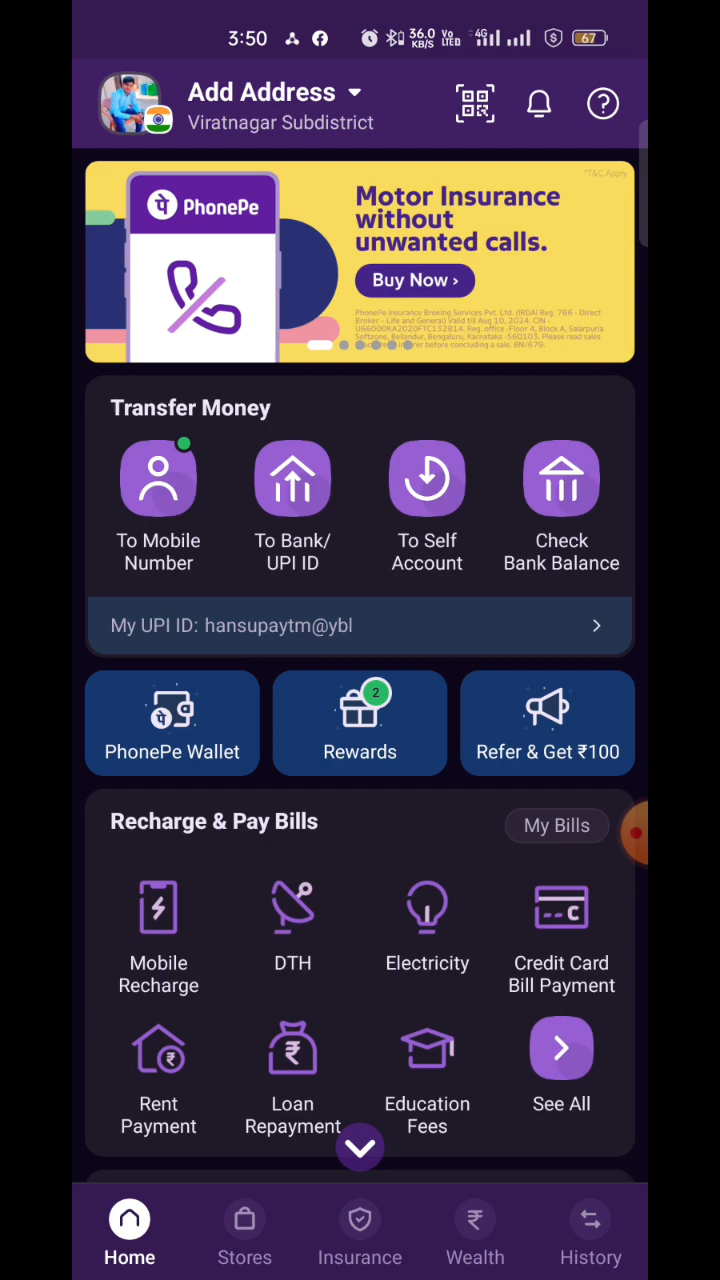 3:50
36.0 KB/S
Vo LTED
4G
67
Add Address
Viratnagar Subdistrict
*T&C Apply
पे PhonePe
Motor Insurance
without
unwanted calls.
Buy Now ›
PhonePe Insurance Broking Services Pvt. Ltd. (IRDAI Reg. 766 - Direct
Broker - Life and General) Valid till Aug 10, 2024. CIN -
U66000KA2020FTC132814. Reg. office -Floor 4, Block A, Salarpuria
Softzone, Bellandur, Bengaluru, Karnataka -560103. Please read sales
before concluding a sale. BN/679.
Transfer Money
To Mobile
Number
To Bank/
UPI ID
To Self
Account
Check
Bank Balance
My UPI ID: hansupaytm@ybl
2
PhonePe Wallet
Rewards
Refer & Get ₹100
Recharge & Pay Bills
My Bills
Mobile
Recharge
DTH
Electricity
Credit Card
Bill Payment
Rent
Payment
Loan
Repayment
Education
Fees
See All
Home
Stores
Insurance
Wealth
History